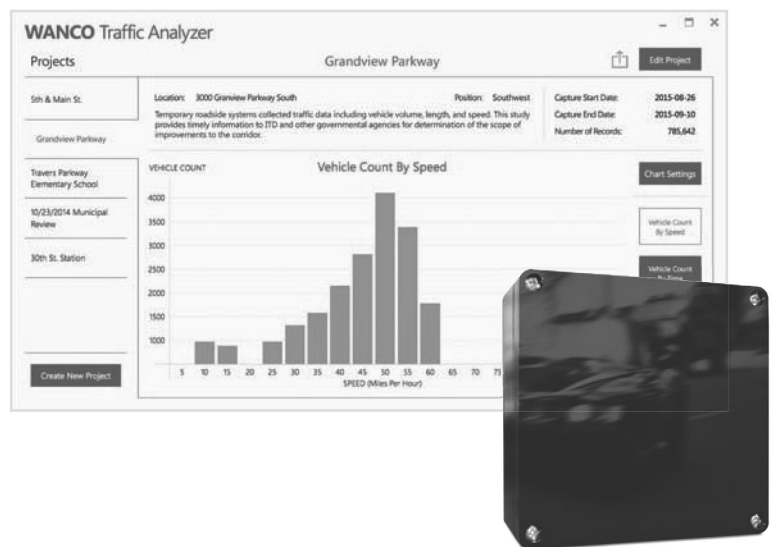 WANCO Traffic Analyzer
Projects
Grandview Parkway
Edit Project
5th & Main St.
Grandview Parkway
Travers Parkway
Elementary School
10/23/2014 Municipal
Review
30th St. Station
Create New Project
Location: 3000 Granview Parkway South
Position: Southwest
Temporary roadside systems collected traffic data including vehicle volume, length, and speed. This study
provides timely information to ITD and other governmental agencies for determination of the scope of
improvements to the corridor.
Capture Start Date: 2015-08-26
Capture End Date: 2015-09-10
Number of Records: 785,642
VEHICLE COUNT
Vehicle Count By Speed
4000
3500
3000
2500
2000
1500
1000
5 10 15 20 25 30 35 40 45 50 55 60 65 70 75
SPEED (Miles Per Hour)
Chart Settings
Vehicle Count
By Speed
Vehicle Count
By Time